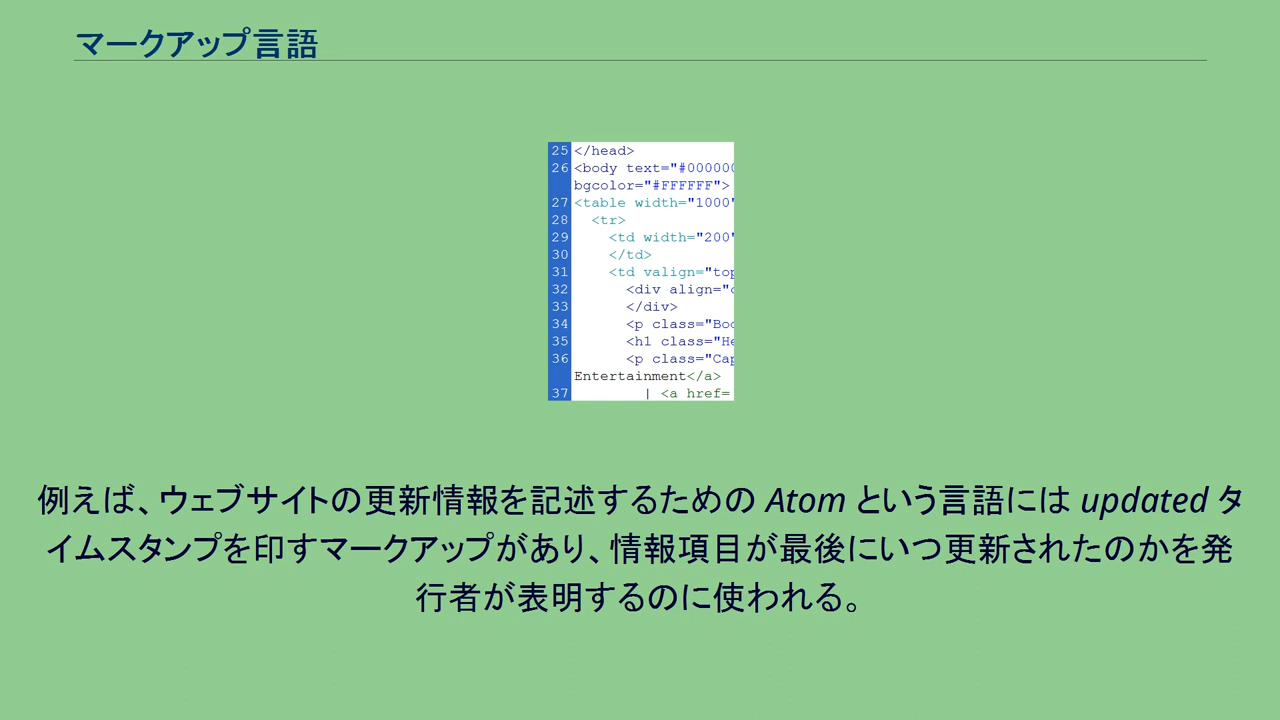 マークアップ言語
25 </head>
26 <body text="#000000
bgcolor="#FFFFFF">
27 <table width="1000"
28 <tr>
29 <td width="200"
30 </td>
31 <td valign="top
32 <div align="c
33 </div>
34 <p class="Boo
35 <h1 class="He
36 <p class="Cap
Entertainment</a>
37 | <a href=
例えば、ウェブサイトの更新情報を記述するための Atom という言語には updated タ
イムスタンプを印すマークアップがあり、情報項目が最後にいつ更新されたのかを発
行者が表明するのに使われる。